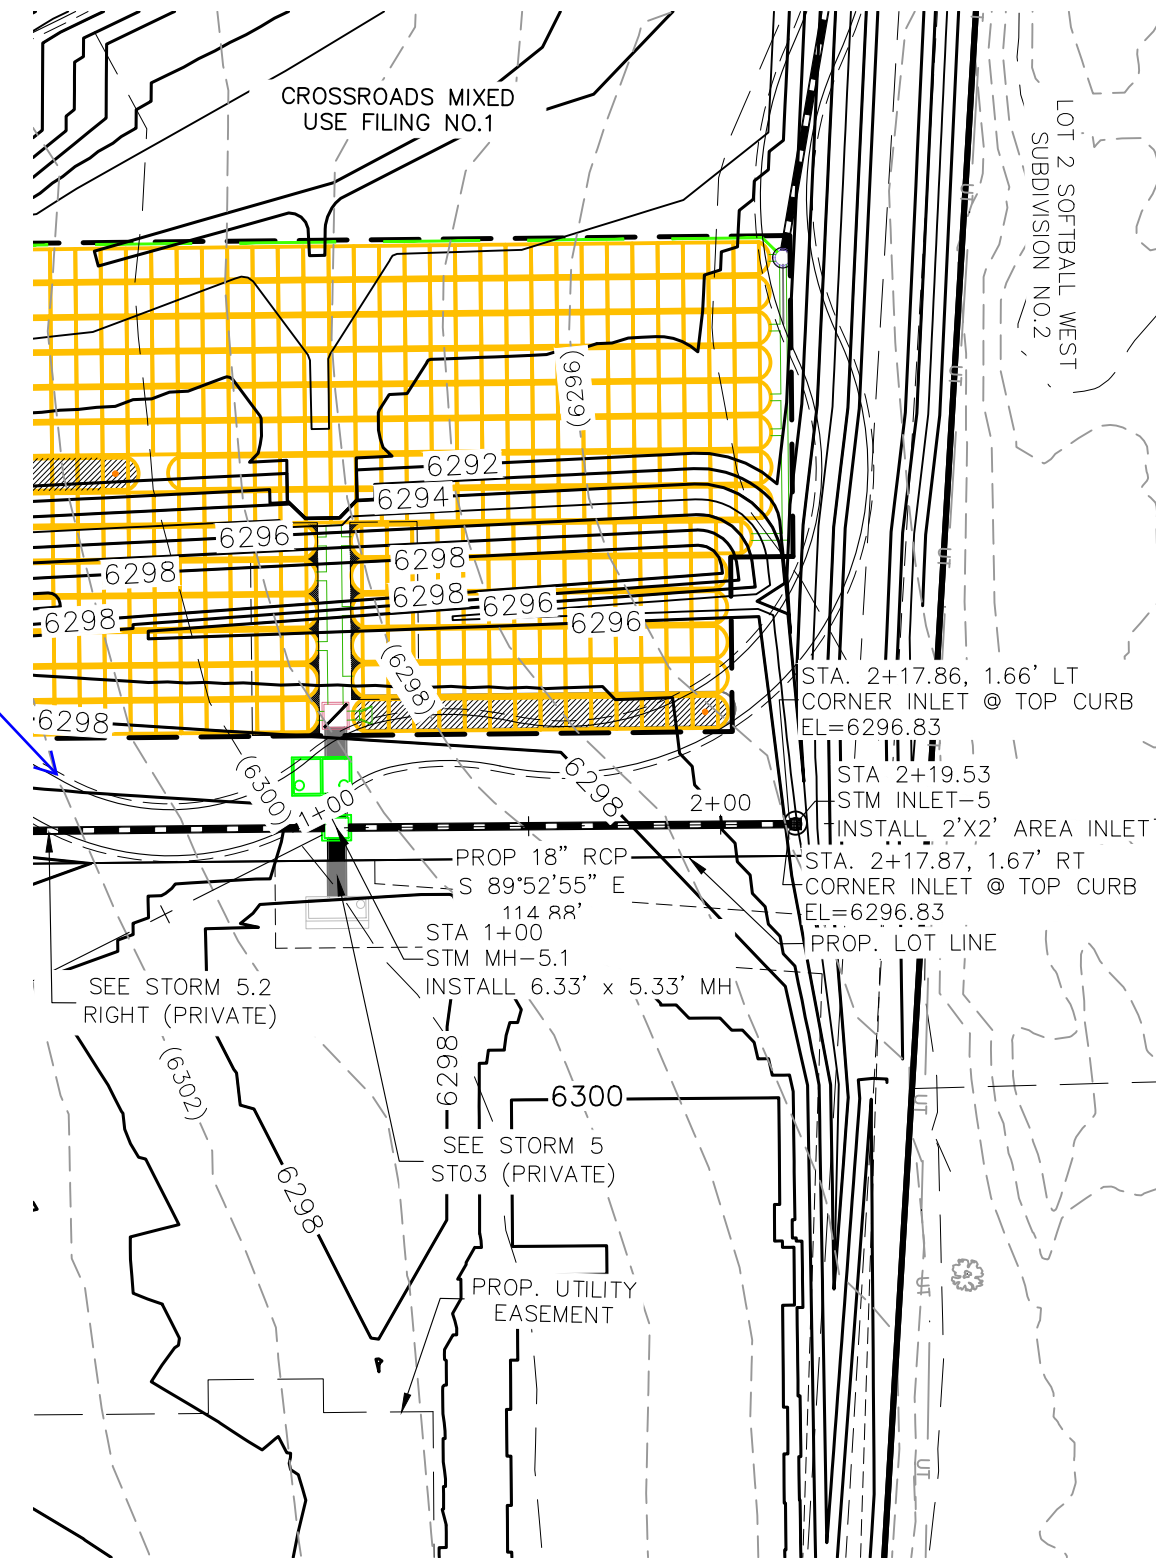 CROSSROADS MIXED
USE FILING NO.1
LOT 2 SOFTBALL WEST
SUBDIVISION NO.2
(6296)
6292
6294
6296
6298
6298
6298
6298
6296
6296
(6298)
6298
(6300)
1+00
6298
2+00
STA. 2+17.86, 1.66' LT
CORNER INLET @ TOP CURB
EL=6296.83
STA 2+19.53
STM INLET-5
INSTALL 2'X2' AREA INLET
PROP 18" RCP
S 89°52'55" E
114.88'
STA. 2+17.87, 1.67' RT
CORNER INLET @ TOP CURB
EL=6296.83
PROP. LOT LINE
STA 1+00
STM MH-5.1
INSTALL 6.33' x 5.33' MH
SEE STORM 5.2
RIGHT (PRIVATE)
(6302)
6298
6300
SEE STORM 5
ST03 (PRIVATE)
6298
PROP. UTILITY
EASEMENT
UT
UT
UT
UT
UT
UT